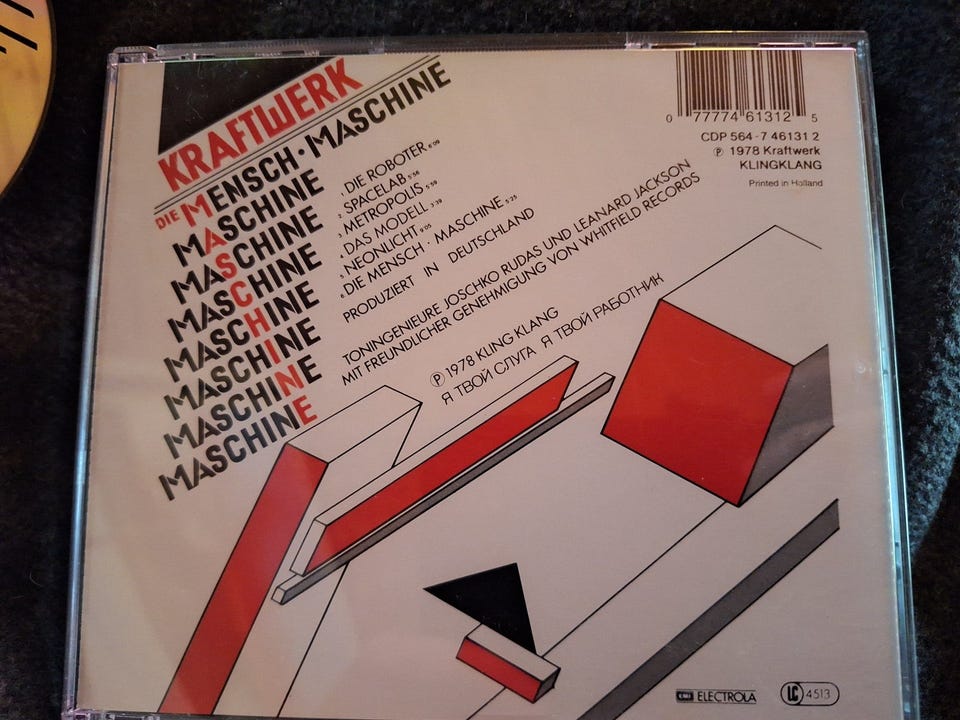 KRAFTWERK
DIE MENSCH·MASCHINE
MASCHINE
MASCHINE
MASCHINE
MASCHINE
MASCHINE
MASCHINE
MASCHINE
1. DIE ROBOTER 6:09
2. SPACELAB 5:58
3. METROPOLIS 5:59
4. DAS MODELL 3:39
5. NEONLICHT 9:05
6. DIE MENSCH·MASCHINE 5:25
PRODUZIERT IN DEUTSCHLAND
TONINGENIEURE JOSCHKO RUDAS UND LEANARD JACKSON
MIT FREUNDLICHER GENEHMIGUNG VON WHITFIELD RECORDS
Ⓟ 1978 KLING KLANG
Я ТВОЙ СЛУГА Я ТВОЙ РАБОТНИК
0 77774 61312 5
CDP 564-7 46131 2
Ⓟ 1978 Kraftwerk
KLINGKLANG
Printed in Holland
EMI ELECTROLA
LC 4513